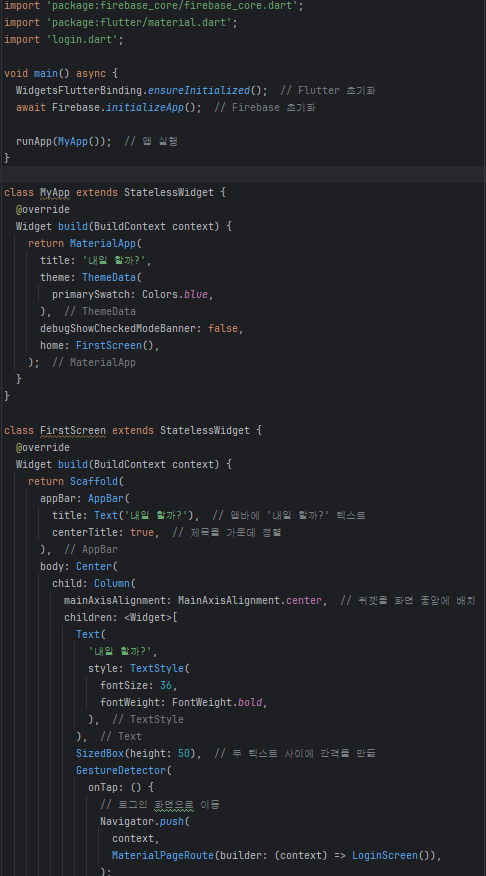 import 'package:firebase_core/firebase_core.dart';
import 'package:flutter/material.dart';
import 'login.dart';
void main() async {
WidgetsFlutterBinding.ensureInitialized();  // Flutter 초기화
await Firebase.initializeApp();  // Firebase 초기화
runApp(MyApp());  // 앱 실행
}
class MyApp extends StatelessWidget {
@override
Widget build(BuildContext context) {
return MaterialApp(
title: '내일 할까?',
theme: ThemeData(
primarySwatch: Colors.blue,
),  // ThemeData
debugShowCheckedModeBanner: false,
home: FirstScreen(),
);  // MaterialApp
}
}
class FirstScreen extends StatelessWidget {
@override
Widget build(BuildContext context) {
return Scaffold(
appBar: AppBar(
title: Text('내일 할까?'),  // 앱바에 '내일 할까?' 텍스트
centerTitle: true,  // 제목을 가운데 정렬
),  // AppBar
body: Center(
child: Column(
mainAxisAlignment: MainAxisAlignment.center,  // 위젯을 화면 중앙에 배치
children: <Widget>[
Text(
'내일 할까?',
style: TextStyle(
fontSize: 36,
fontWeight: FontWeight.bold,
),  // TextStyle
),  // Text
SizedBox(height: 50),  // 두 텍스트 사이에 간격을 만듦
GestureDetector(
onTap: () {
// 로그인 화면으로 이동
Navigator.push(
context,
MaterialPageRoute(builder: (context) => LoginScreen()),
);